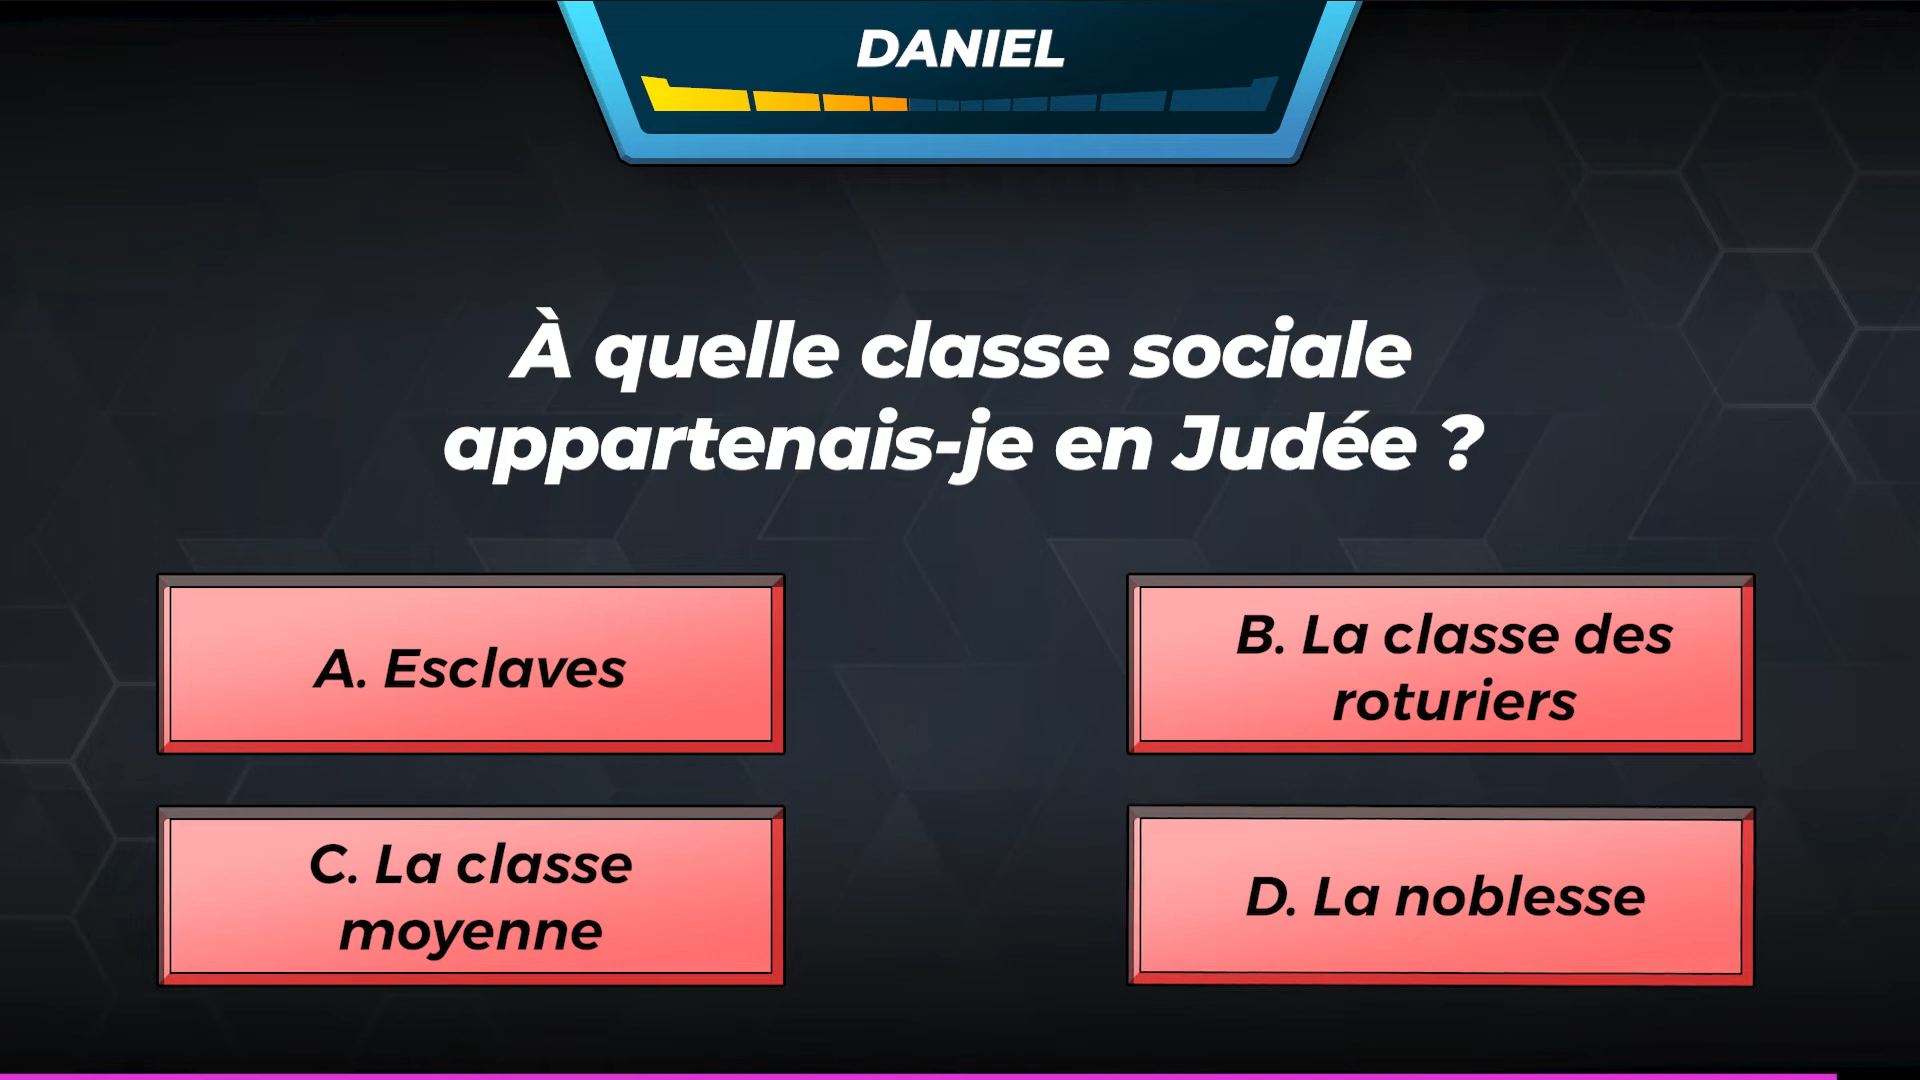 DANIEL
À quelle classe sociale
appartenais-je en Judée ?
A. Esclaves
B. La classe des
roturiers
C. La classe
moyenne
D. La noblesse